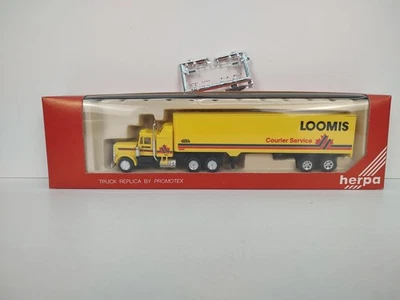 LOOMIS
Courier Service
TRUCK REPLICA BY PROMOTEX
herpa